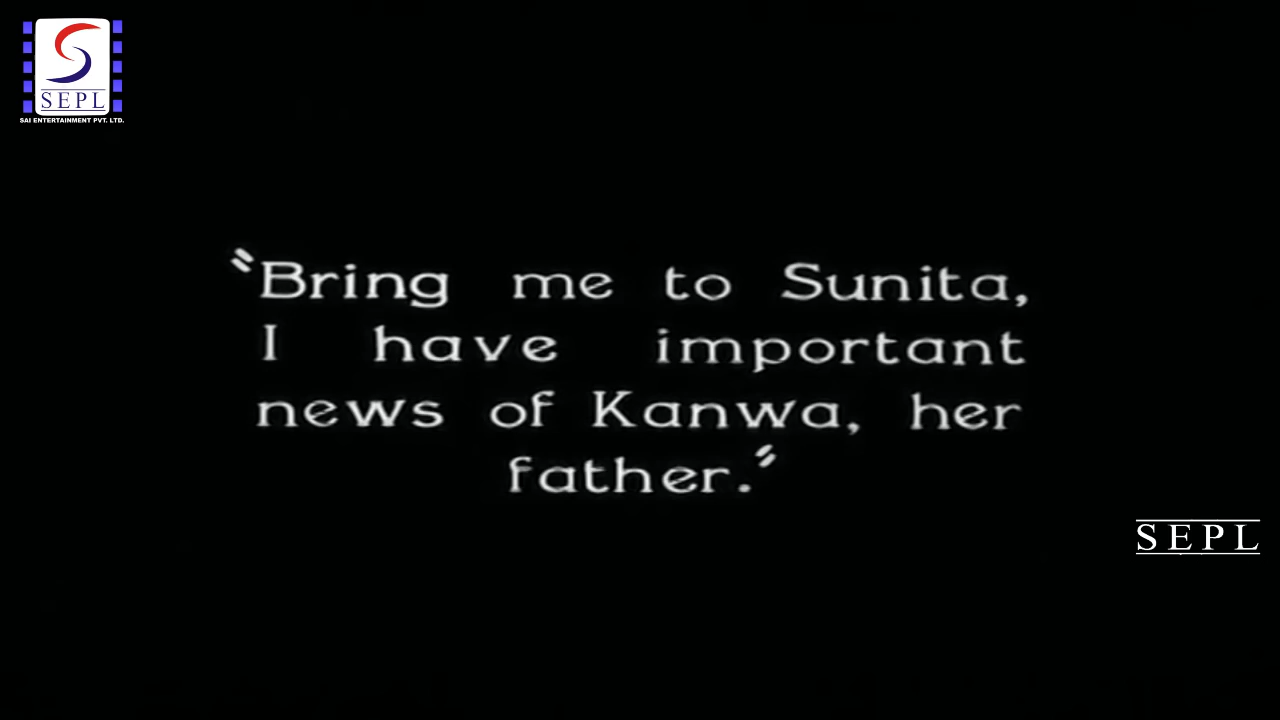 SEPL
SAI ENTERTAINMENT PVT. LTD.
"Bring me to Sunita,
I have important
news of Kanwa, her
father."
SEPL